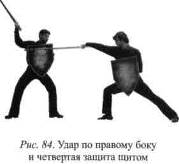 Рис. 84. Удар по правому боку
и четвертая защита щитом